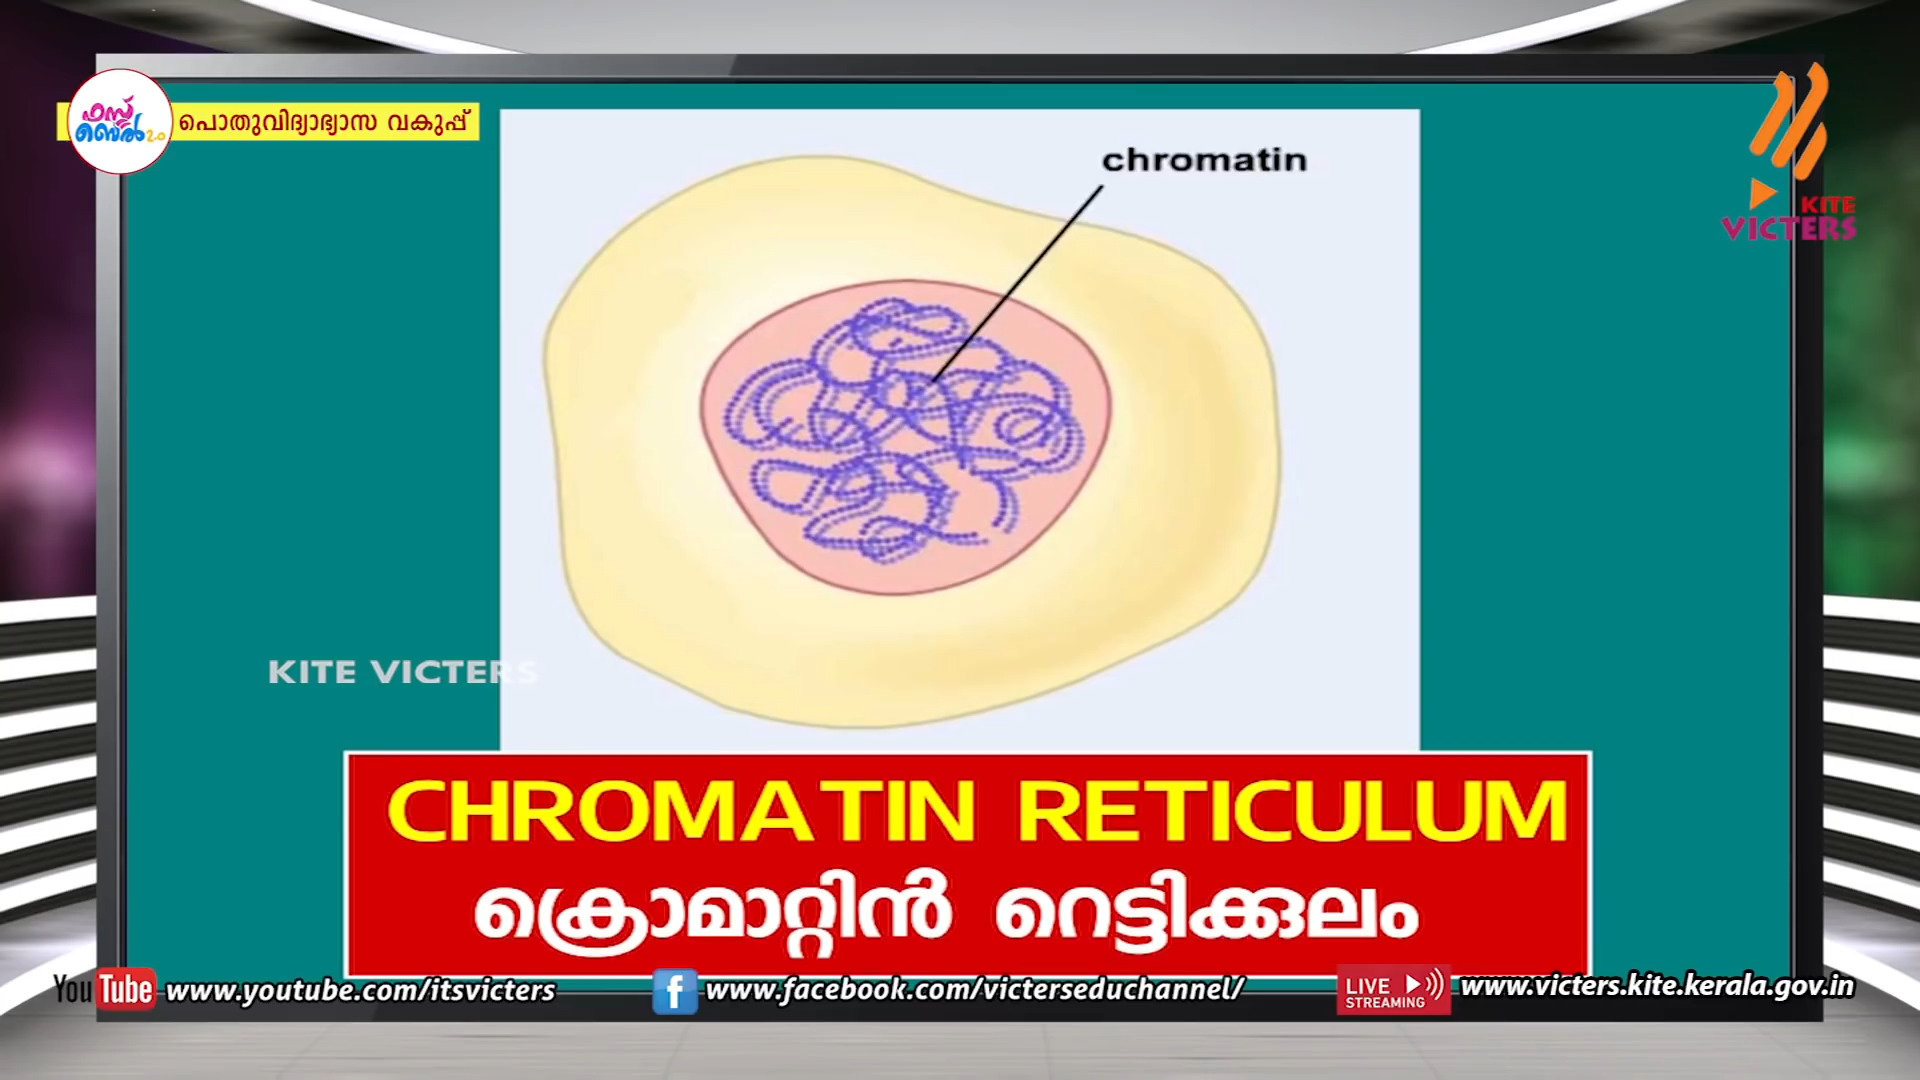 ഫസ്റ്റ്
ബെൽ 2.0
പൊതുവിദ്യാഭ്യാസ വകുപ്പ്
chromatin
KITE
VICTERS
KITE VICTERS
CHROMATIN RETICULUM
ക്രൊമാറ്റിൻ റെട്ടിക്കുലം
YouTube www.youtube.com/itsvicters
f www.facebook.com/victerseduchannel/
LIVE
STREAMING
www.victers.kite.kerala.gov.in